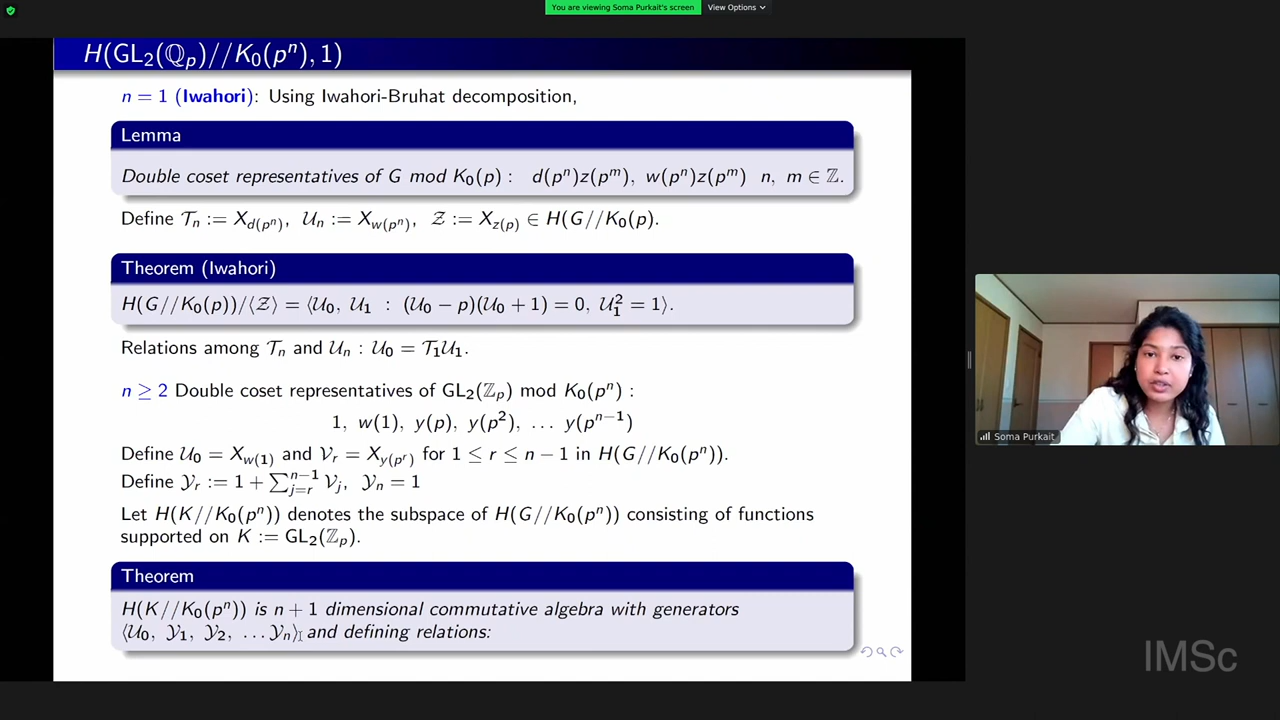 You are viewing Soma Purkait's screen
View Options
H(GL₂(ℚₚ)//K₀(pⁿ), 1)
n = 1 (Iwahori): Using Iwahori-Bruhat decomposition,
Lemma
Double coset representatives of G mod K₀(p) : d(pⁿ)z(pᵐ), w(pⁿ)z(pᵐ) n, m ∈ ℤ.
Define 𝒯ₙ := X_{d(pⁿ)}, 𝒰ₙ := X_{w(pⁿ)}, 𝒵 := X_{z(p)} ∈ H(G//K₀(p).
Theorem (Iwahori)
H(G//K₀(p))/⟨𝒵⟩ = ⟨𝒰₀, 𝒰₁ : (𝒰₀ − p)(𝒰₀ + 1) = 0, 𝒰₁² = 1⟩.
Relations among 𝒯ₙ and 𝒰ₙ : 𝒰₀ = 𝒯₁𝒰₁.
n ≥ 2 Double coset representatives of GL₂(ℤₚ) mod K₀(pⁿ) :
1, w(1), y(p), y(p²), … y(pⁿ⁻¹)
Define 𝒰₀ = X_{w(1)} and 𝒱ᵣ = X_{y(pʳ)} for 1 ≤ r ≤ n − 1 in H(G//K₀(pⁿ)).
Define 𝒴ᵣ := 1 + ∑_{j=r}^{n−1} 𝒱ⱼ, 𝒴ₙ = 1
Let H(K//K₀(pⁿ)) denotes the subspace of H(G//K₀(pⁿ)) consisting of functions
supported on K := GL₂(ℤₚ).
Theorem
H(K//K₀(pⁿ)) is n + 1 dimensional commutative algebra with generators
⟨𝒰₀, 𝒴₁, 𝒴₂, … 𝒴ₙ⟩ and defining relations:
Soma Purkait
IMSc